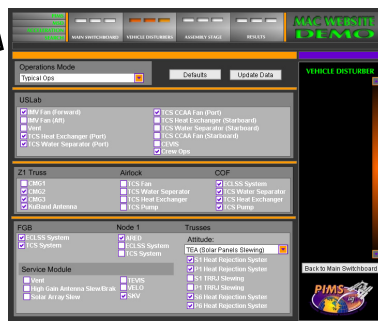 MAC WEBSITE
DEMO
MAIN SWITCHBOARD
VEHICLE DISTURBERS
ASSEMBLY STAGE
RESULTS
Operations Mode
Typical Ops
Defaults
Update Data
VEHICLE DISTURBER
USLab
IMV Fan (Forward)
IMV Fan (Aft)
Vent
TCS Heat Exchanger (Port)
TCS Water Separator (Port)
TCS CCAA Fan (Port)
TCS Heat Exchanger (Starboard)
TCS Water Separator (Starboard)
TCS CCAA Fan (Starboard)
CEVIS
Crew Ops
Z1 Truss
CMG1
CMG2
CMG3
KuBand Antenna
Airlock
TCS Fan
TCS Water Seperator
TCS Heat Exchanger
TCS Pump
COF
ECLSS System
TCS Water Separator
TCS Heat Exchanger
TCS Pump
FGB
ECLSS System
TCS System
Node 1
ARED
ECLSS System
TCS System
Trusses
Attitude:
TEA (Solar Panels Slewing)
S1 Heat Rejection System
P1 Heat Rejection System
S1 TRRJ Slewing
P1 TRRJ Slewing
S6 Heat Rejection System
P6 Heat Rejection System
Service Module
Vent
High Gain Antenna Slew/Brak
Solar Array Slew
TEVIS
VELO
SKV
Back to Main Switchboard
PIMS